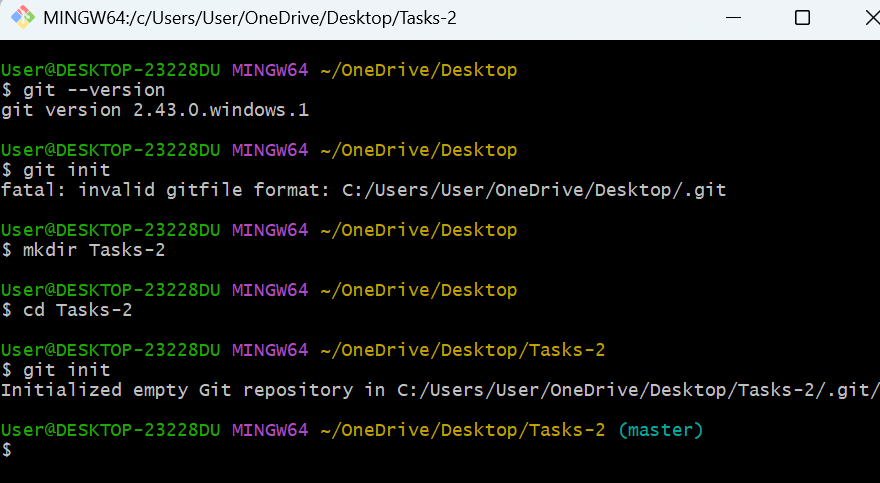 MINGW64:/c/Users/User/OneDrive/Desktop/Tasks-2
User@DESKTOP-23228DU MINGW64 ~/OneDrive/Desktop
$ git --version
git version 2.43.0.windows.1
User@DESKTOP-23228DU MINGW64 ~/OneDrive/Desktop
$ git init
fatal: invalid gitfile format: C:/Users/User/OneDrive/Desktop/.git
User@DESKTOP-23228DU MINGW64 ~/OneDrive/Desktop
$ mkdir Tasks-2
User@DESKTOP-23228DU MINGW64 ~/OneDrive/Desktop
$ cd Tasks-2
User@DESKTOP-23228DU MINGW64 ~/OneDrive/Desktop/Tasks-2
$ git init
Initialized empty Git repository in C:/Users/User/OneDrive/Desktop/Tasks-2/.git/
User@DESKTOP-23228DU MINGW64 ~/OneDrive/Desktop/Tasks-2 (master)
$